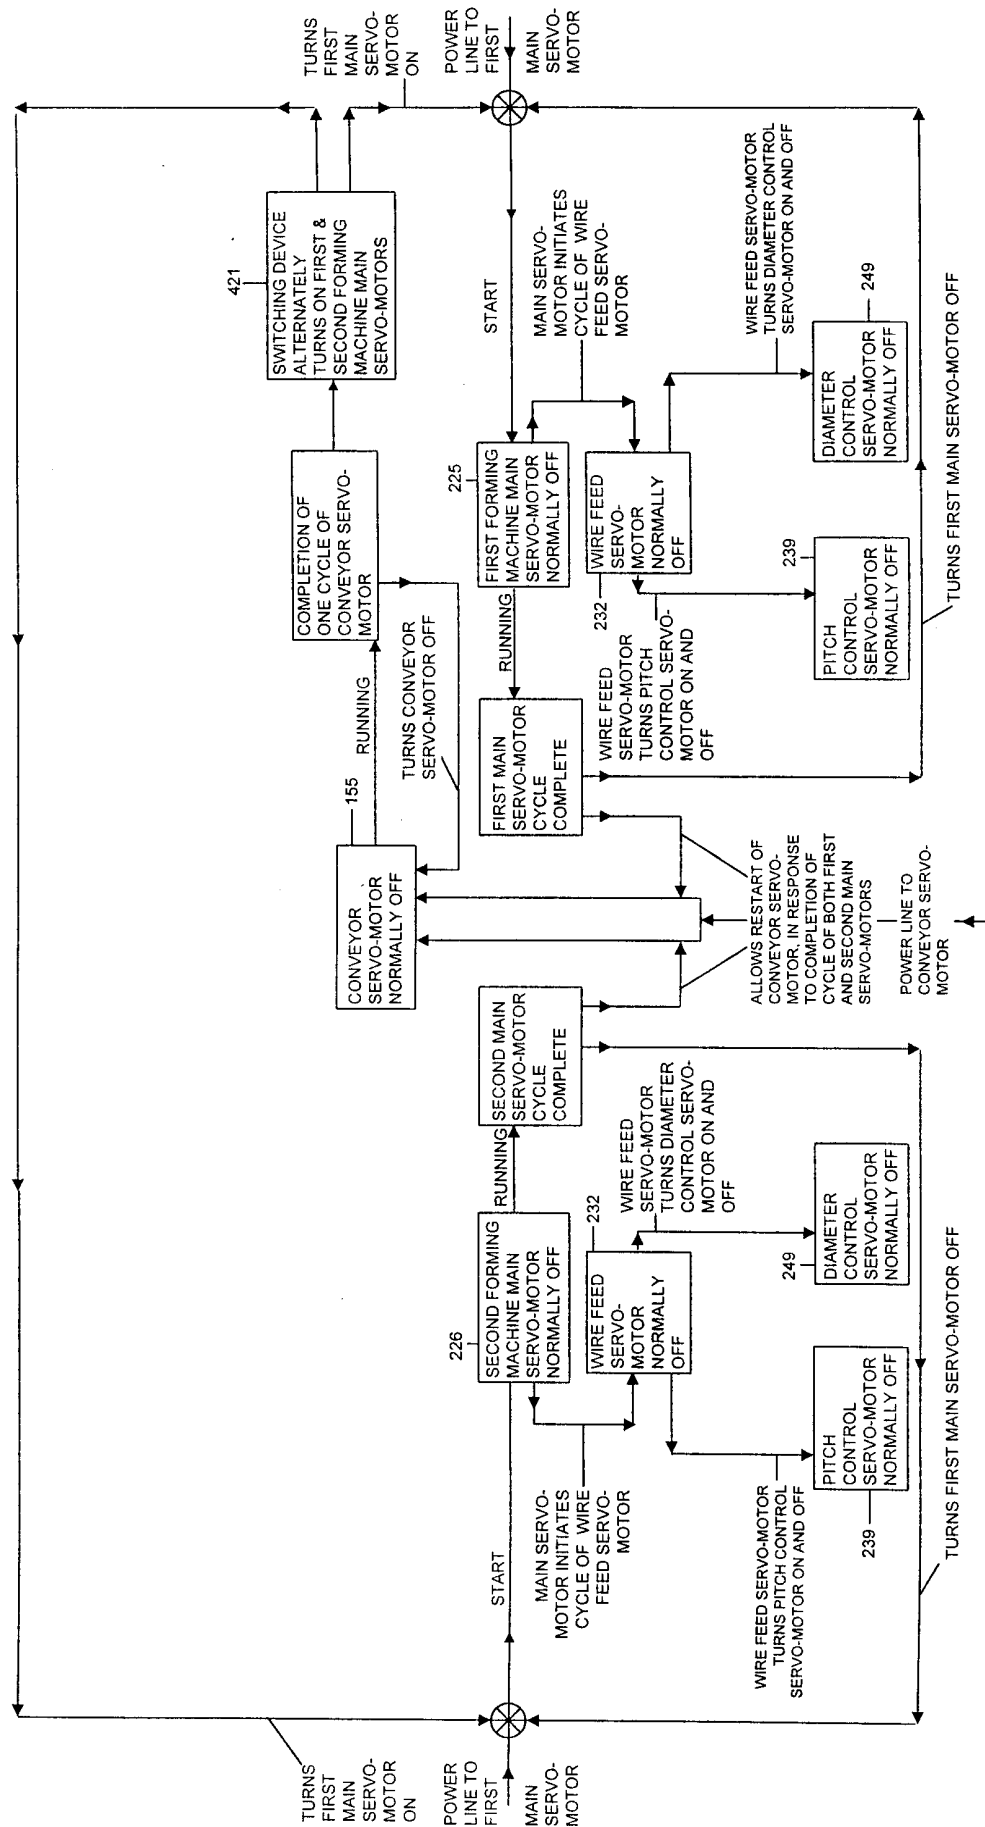 TURNS
FIRST
MAIN
SERVO-
MOTOR
ON
POWER
LINE TO
FIRST
MAIN
SERVO-
MOTOR
421
SWITCHING DEVICE
ALTERNATELY
TURNS ON FIRST &
SECOND FORMING
MACHINE MAIN
SERVO-MOTORS
START
MAIN SERVO-
MOTOR INITIATES
CYCLE OF WIRE
FEED SERVO-
MOTOR
WIRE FEED SERVO-MOTOR
TURNS DIAMETER CONTROL
SERVO-MOTOR ON AND OFF
249
DIAMETER
CONTROL
SERVO-MOTOR
NORMALLY OFF
COMPLETION OF
ONE CYCLE OF
CONVEYOR SERVO-
MOTOR
225
FIRST FORMING
MACHINE MAIN
SERVO-MOTOR
NORMALLY OFF
WIRE FEED
SERVO-
MOTOR
NORMALLY
OFF
232
239
PITCH
CONTROL
SERVO-MOTOR
NORMALLY OFF
TURNS FIRST MAIN SERVO-MOTOR OFF
RUNNING
TURNS CONVEYOR
SERVO-MOTOR OFF
RUNNING
WIRE FEED
SERVO-MOTOR
TURNS PITCH
CONTROL SERVO-
MOTOR ON AND
OFF
155
CONVEYOR
SERVO-MOTOR
NORMALLY OFF
FIRST MAIN
SERVO-MOTOR
CYCLE
COMPLETE
ALLOWS RESTART OF
CONVEYOR SERVO-
MOTOR, IN RESPONSE
TO COMPLETION OF
CYCLE OF BOTH FIRST
AND SECOND MAIN
SERVO-MOTORS
POWER LINE TO
CONVEYOR SERVO-
MOTOR
SECOND MAIN
SERVO-MOTOR
CYCLE
COMPLETE
RUNNING
WIRE FEED
SERVO-MOTOR
TURNS DIAMETER
CONTROL SERVO-
MOTOR ON AND
OFF
226
SECOND FORMING
MACHINE MAIN
SERVO-MOTOR
NORMALLY OFF
232
WIRE FEED
SERVO-
MOTOR
NORMALLY
OFF
249
DIAMETER
CONTROL
SERVO-MOTOR
NORMALLY OFF
239
PITCH
CONTROL
SERVO-MOTOR
NORMALLY OFF
TURNS FIRST MAIN SERVO-MOTOR OFF
START
MAIN SERVO-
MOTOR INITIATES
CYCLE OF WIRE
FEED SERVO-
MOTOR
WIRE FEED SERVO-MOTOR
TURNS PITCH CONTROL
SERVO-MOTOR ON AND OFF
TURNS
FIRST
MAIN
SERVO-
MOTOR
ON
POWER
LINE TO
FIRST
MAIN
SERVO-
MOTOR